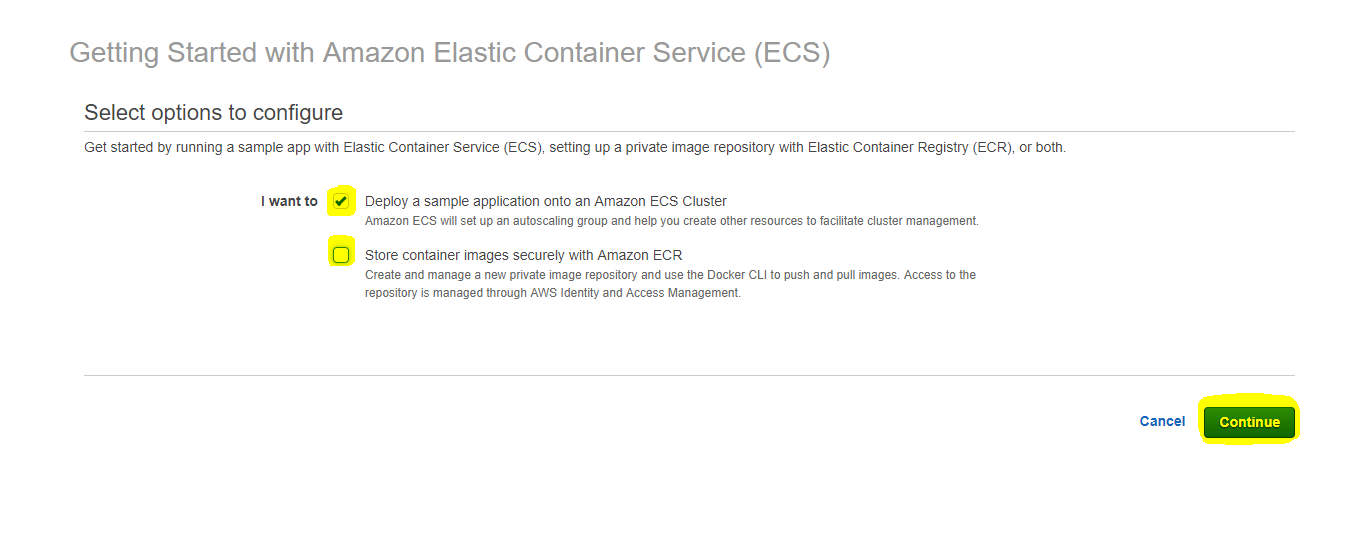 Getting Started with Amazon Elastic Container Service (ECS)
Select options to configure
Get started by running a sample app with Elastic Container Service (ECS), setting up a private image repository with Elastic Container Registry (ECR), or both.
I want to Deploy a sample application onto an Amazon ECS Cluster
Amazon ECS will set up an autoscaling group and help you create other resources to facilitate cluster management.
Store container images securely with Amazon ECR
Create and manage a new private image repository and use the Docker CLI to push and pull images. Access to the
repository is managed through AWS Identity and Access Management.
Cancel Continue